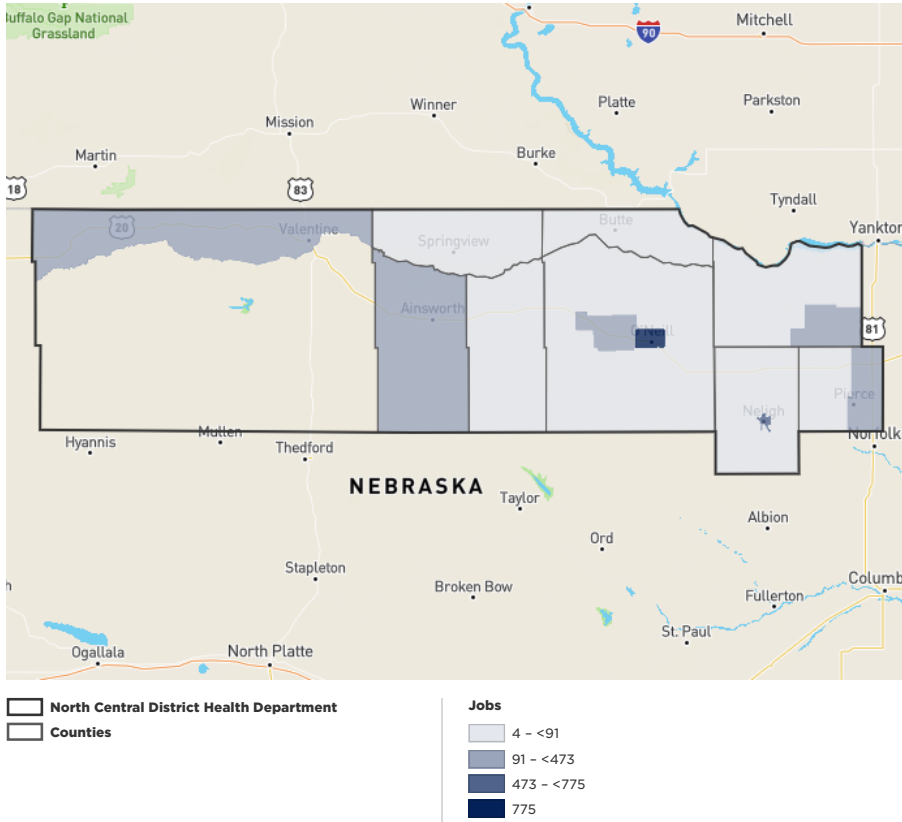 Buffalo Gap National
Grassland
90
Mitchell
Winner
Platte
Parkston
Mission
Martin
Burke
18
83
Tyndall
20
Valentine
Springview
Butte
Yankton
Ainsworth
O'Neill
81
Pierce
Neligh
Hyannis
Mullen
Thedford
Norfolk
NEBRASKA
Taylor
Albion
Ord
Stapleton
Broken Bow
Columb
Fullerton
St. Paul
Ogallala
North Platte
North Central District Health Department
Counties
Jobs
4 – <91
91 – <473
473 – <775
775